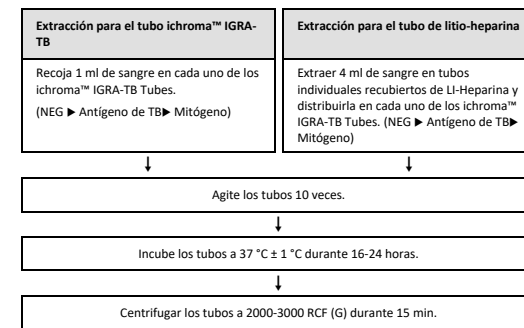 Extracción para el tubo ichroma™ IGRA-
TB
Recoja 1 ml de sangre en cada uno de los
ichroma™ IGRA-TB Tubes.
(NEG ► Antígeno de TB► Mitógeno)
Extracción para el tubo de litio-heparina
Extraer 4 ml de sangre en tubos
individuales recubiertos de LI-Heparina y
distribuirla en cada uno de los ichroma™
IGRA-TB Tubes. (NEG ► Antígeno de TB►
Mitógeno)
Agite los tubos 10 veces.
Incube los tubos a 37 °C ± 1 °C durante 16-24 horas.
Centrifugar los tubos a 2000-3000 RCF (G) durante 15 min.